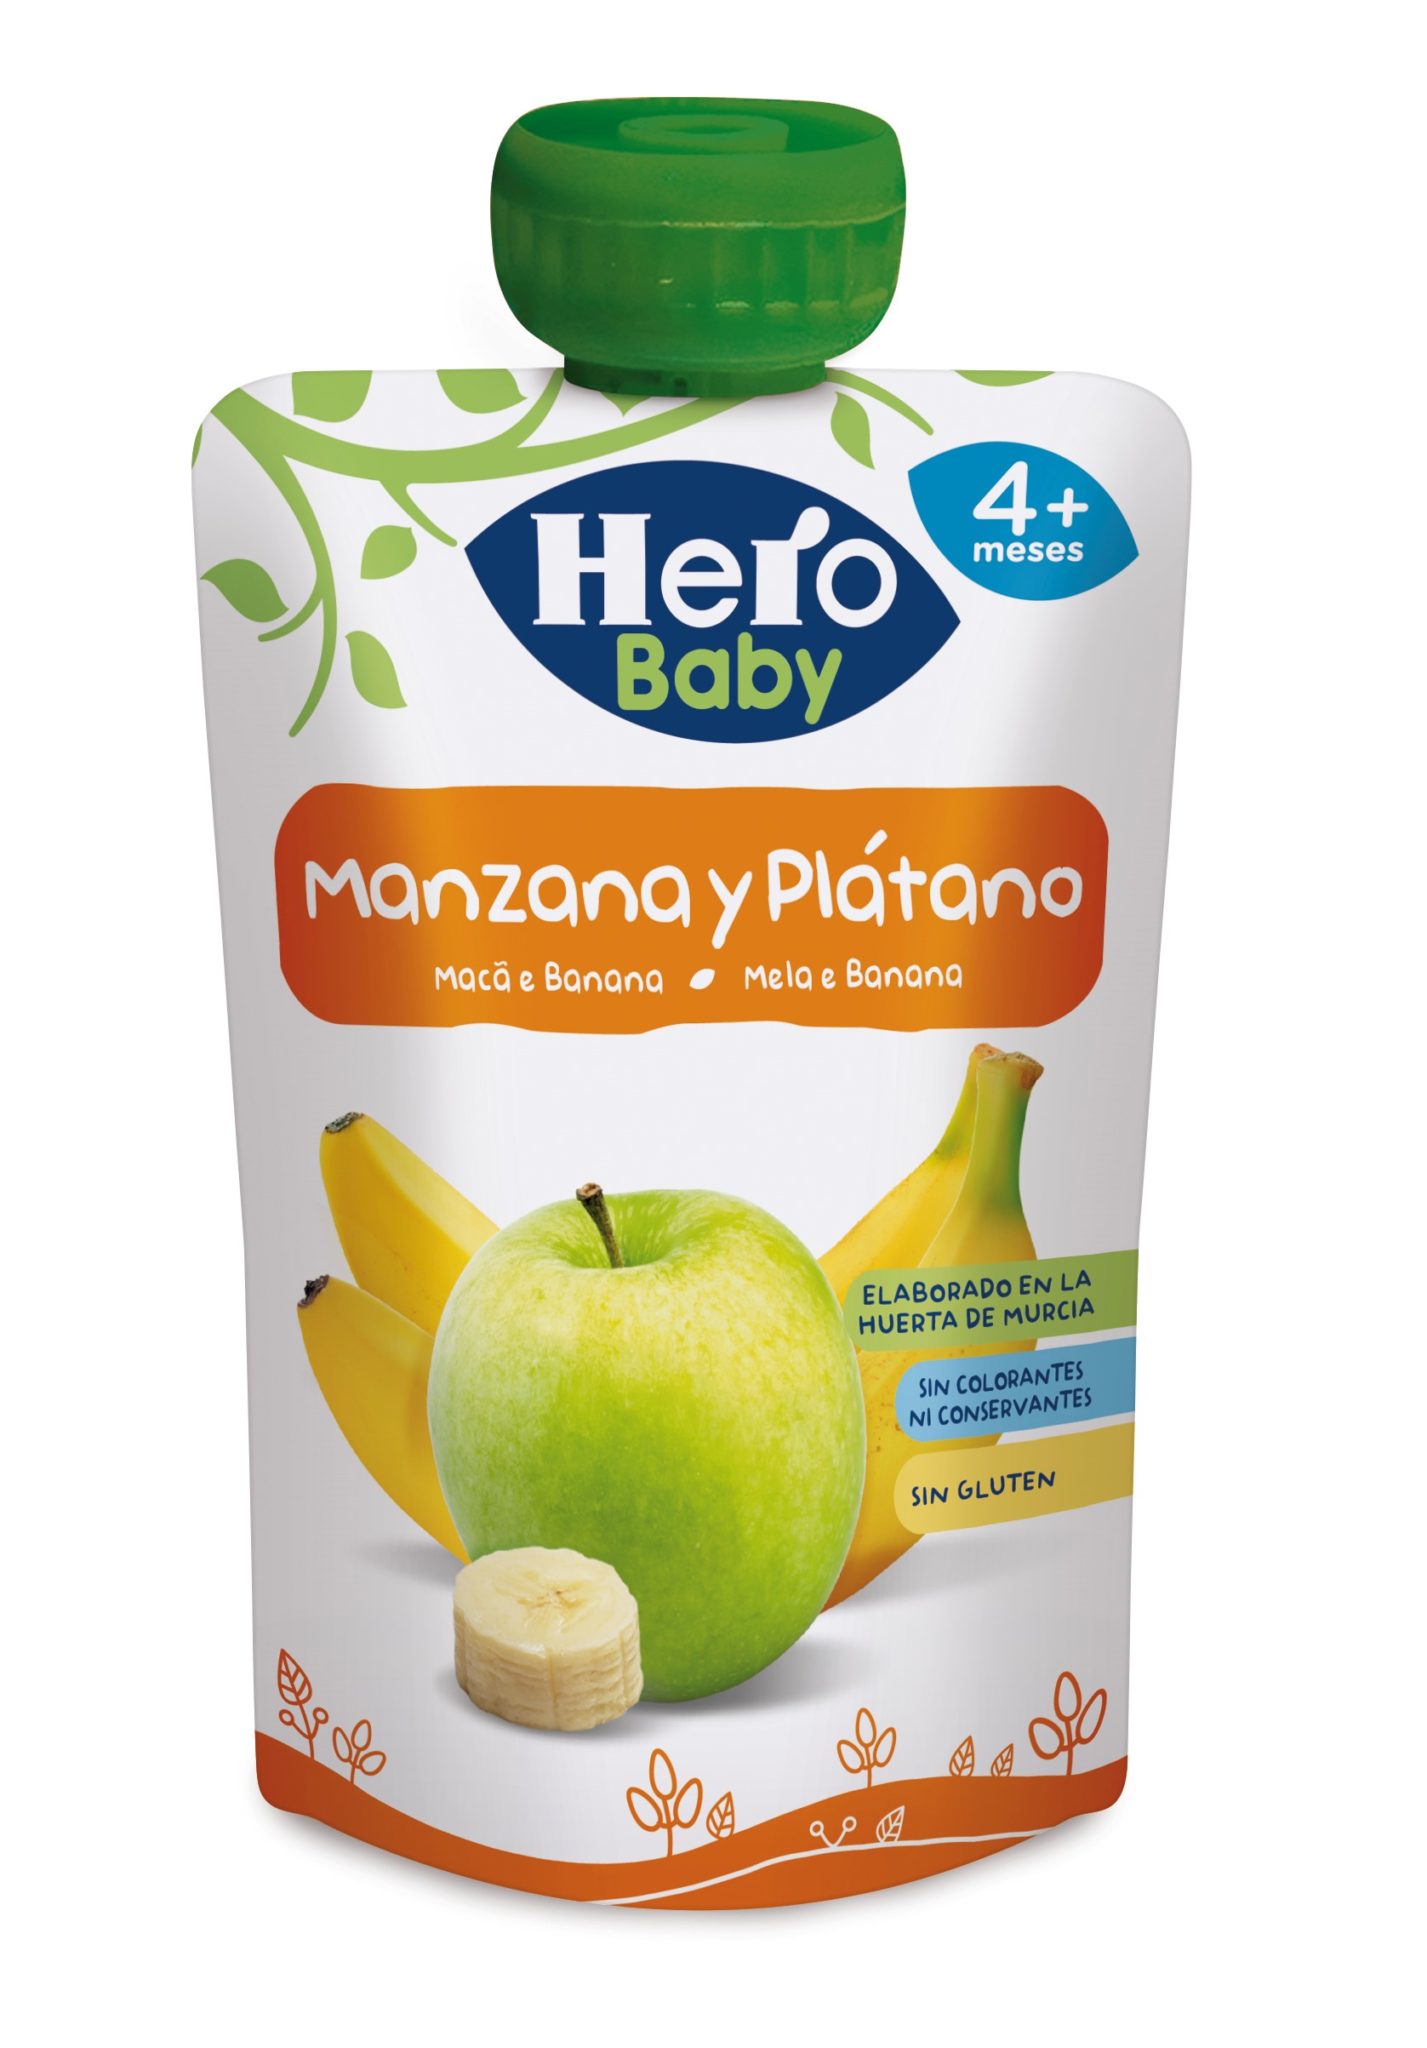 Hero
Baby
4+
meses
Manzana y Plátano
Macã e Banana
Mela e Banana
ELABORADO EN LA
HUERTA DE MURCIA
SIN COLORANTES
NI CONSERVANTES
SIN GLUTEN